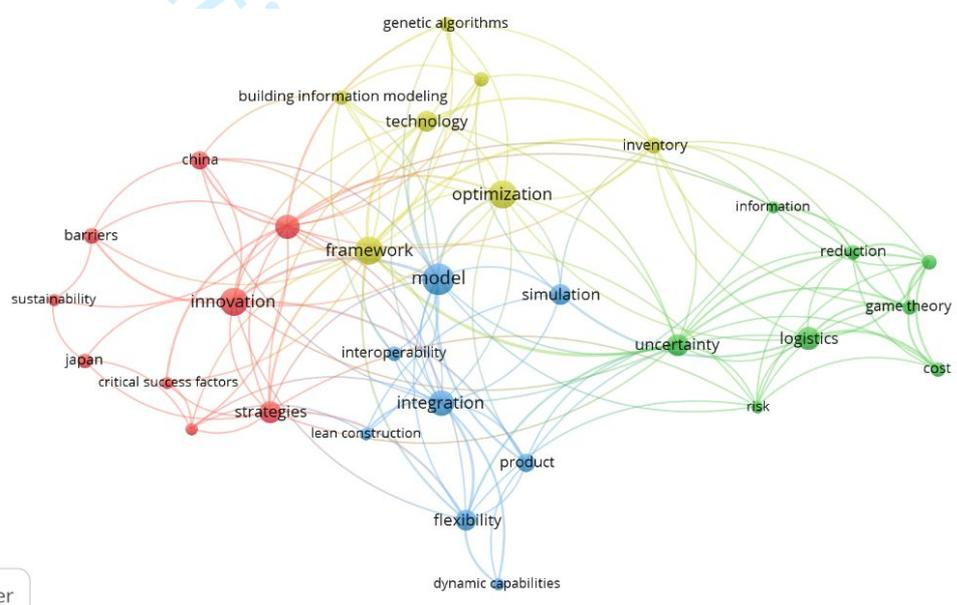 genetic algorithms
building information modeling
technology
inventory
china
optimization
information
barriers
framework
reduction
model
sustainability
innovation
simulation
game theory
uncertainty
logistics
interoperability
japan
cost
critical success factors
integration
risk
strategies
lean construction
product
flexibility
dynamic capabilities
er